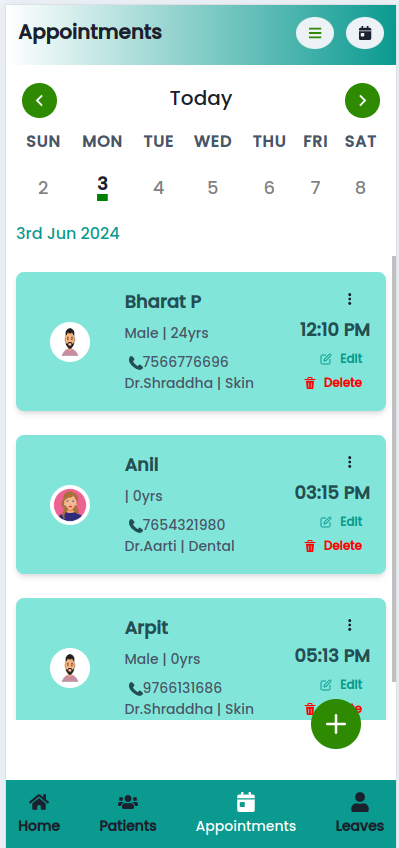 Appointments
Today
SUN MON TUE WED THU FRI SAT
2 3 4 5 6 7 8
3rd Jun 2024
Bharat P
Male | 24yrs
12:10 PM
7566776696
Edit
Dr.Shraddha | Skin
Delete
Anil
| 0yrs
03:15 PM
7654321980
Edit
Dr.Aarti | Dental
Delete
Arpit
Male | 0yrs
05:13 PM
9766131686
Edit
Dr.Shraddha | Skin
Home Patients Appointments Leaves